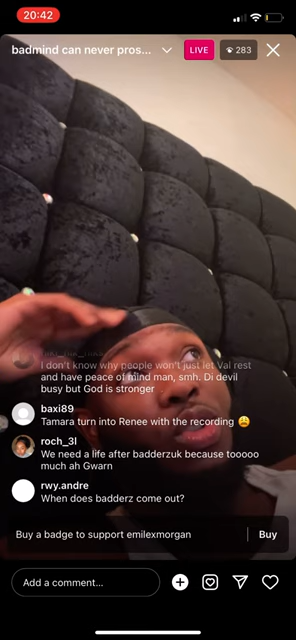 20:42
badmind can never pros...
LIVE
283
I don't know why people won't just let Val rest
and have peace of mind man, smh. Di devil
busy but God is stronger
baxi89
Tamara turn into Renee with the recording 😩
roch_3l
We need a life after badderzuk because tooooo
much ah Gwarn
rwy.andre
When does badderz come out?
Buy a badge to support emilexmorgan
Buy
Add a comment...